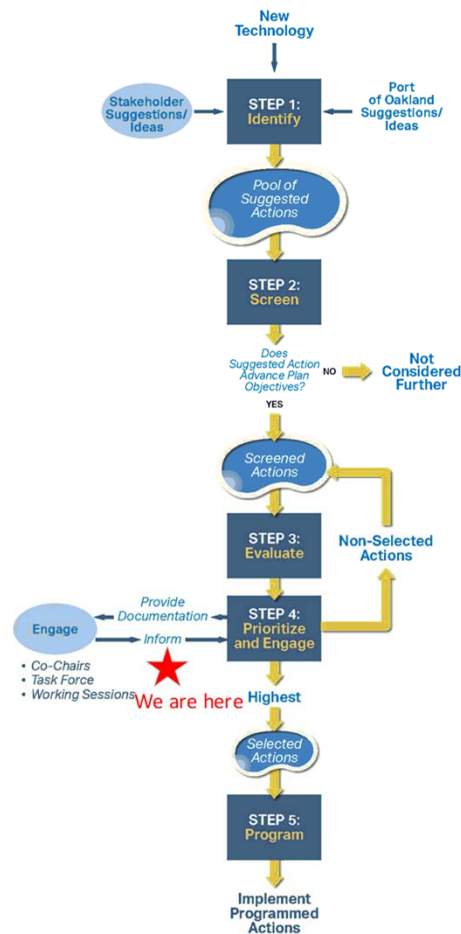 New
Technology
Stakeholder
Suggestions/
Ideas
STEP 1:
Identify
Port
of Oakland
Suggestions/
Ideas
Pool of
Suggested
Actions
STEP 2:
Screen
Does
Suggested Action
Advance Plan
Objectives?
NO
Not
Considered
Further
YES
Screened
Actions
STEP 3:
Evaluate
Non-Selected
Actions
Provide
Documentation
Engage
Inform
STEP 4:
Prioritize
and Engage
• Co-Chairs
• Task Force
• Working Sessions
We are here
Highest
Selected
Actions
STEP 5:
Program
Implement
Programmed
Actions